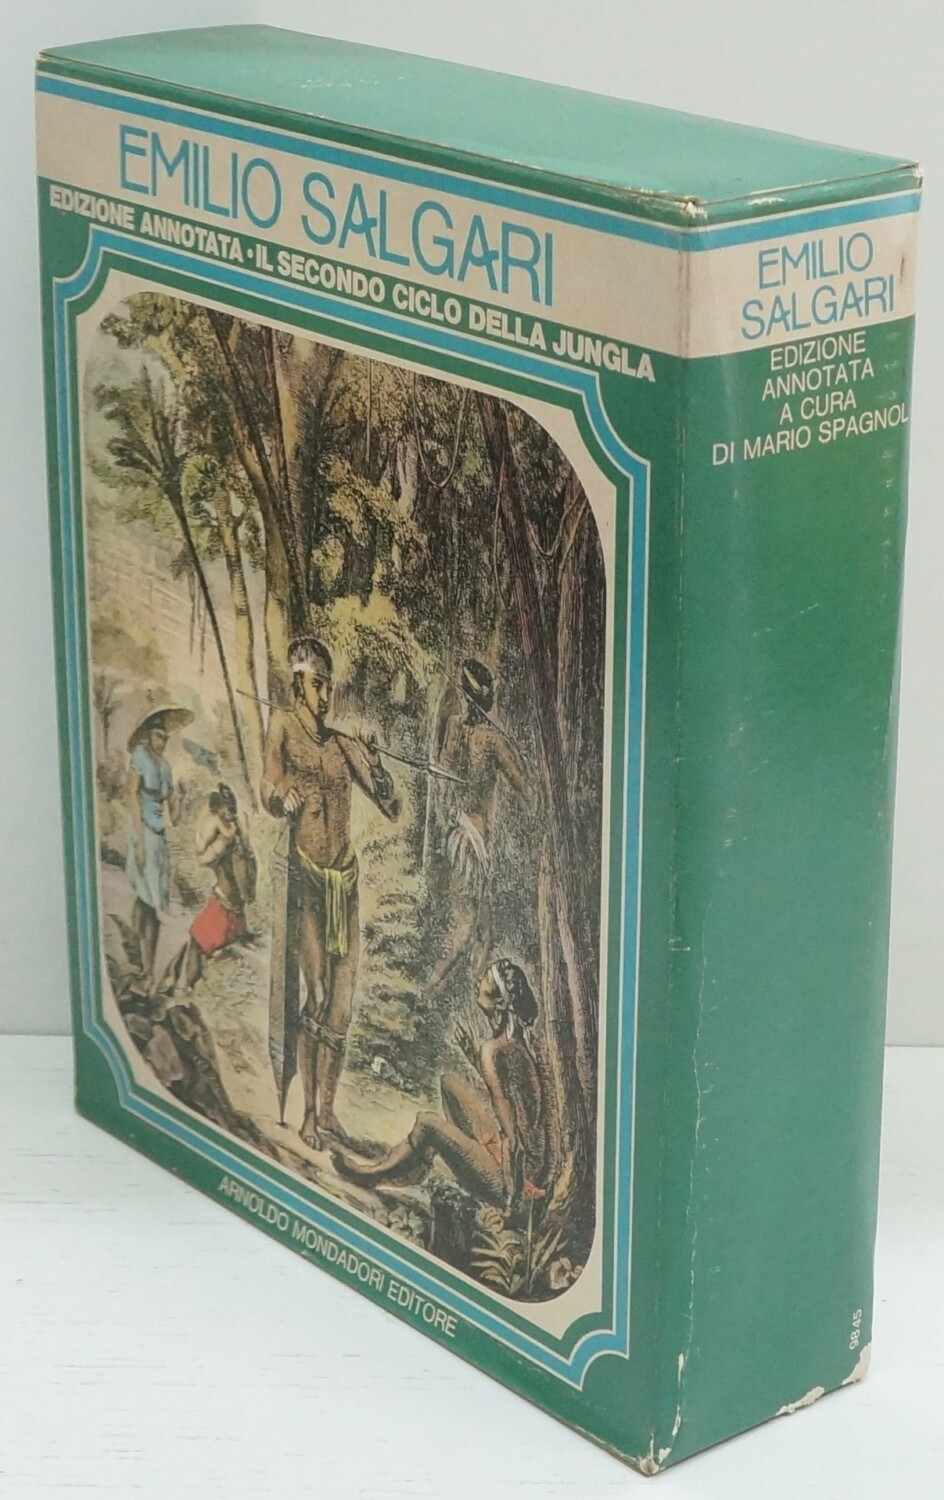 EMILIO SALGARI
EDIZIONE ANNOTATA • IL SECONDO CICLO DELLA JUNGLA
ARNOLDO MONDADORI EDITORE
EMILIO
SALGARI
EDIZIONE
ANNOTATA
A CURA
DI MARIO SPAGNOL
9845